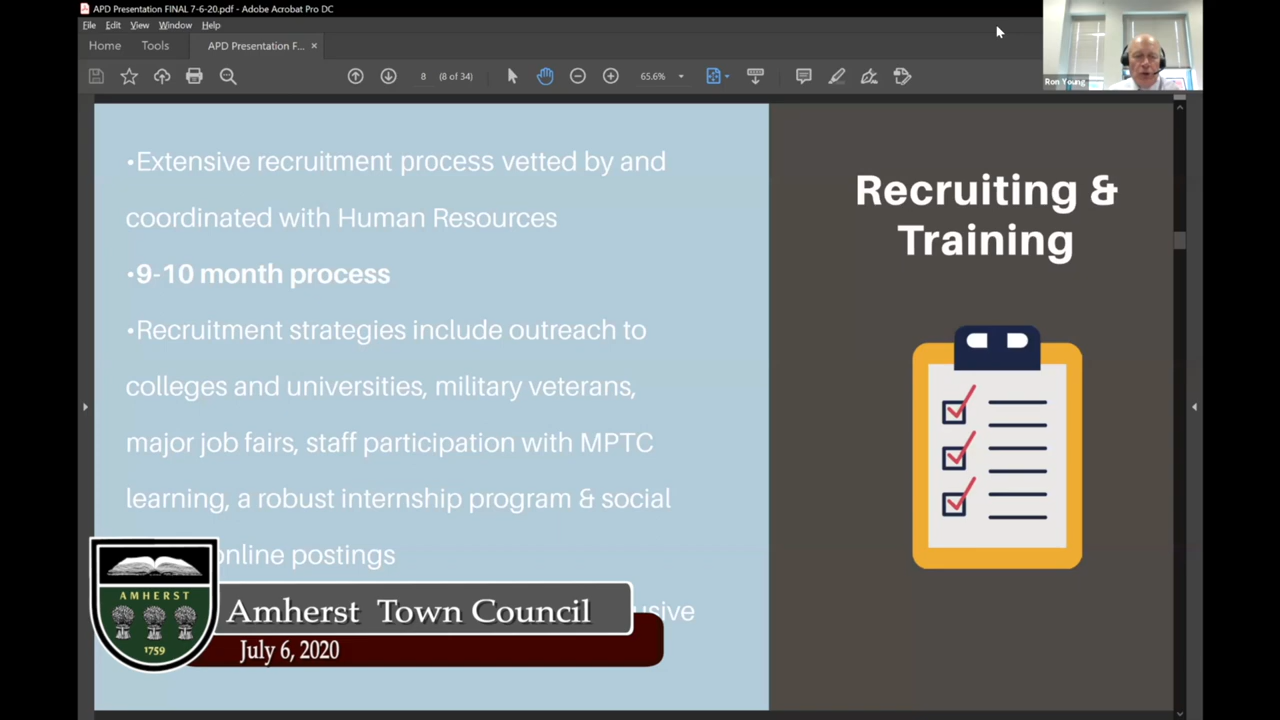 APD Presentation FINAL 7-6-20.pdf - Adobe Acrobat Pro DC
File Edit View Window Help
Home Tools APD Presentation F... ×
8 (8 of 34) 65.6%
Ron Young
•Extensive recruitment process vetted by and
coordinated with Human Resources
•9-10 month process
•Recruitment strategies include outreach to
colleges and universities, military veterans,
major job fairs, staff participation with MPTC
learning, a robust internship program & social
online postings
usive
Recruiting &
Training
AMHERST
1759
Amherst Town Council
July 6, 2020